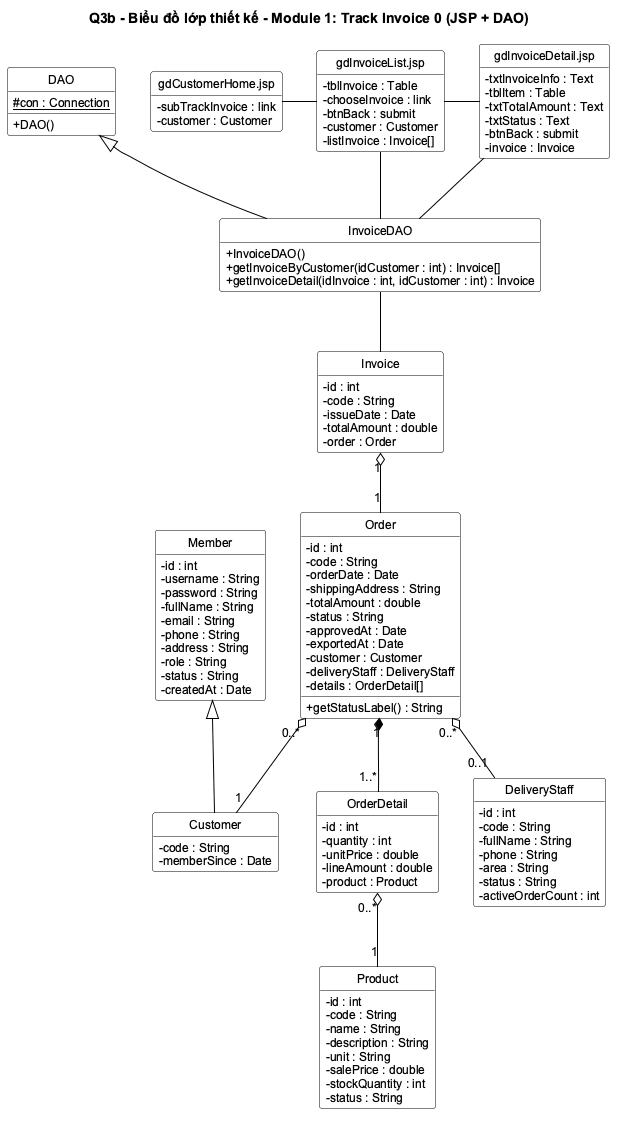 Q3b - Biểu đồ lớp thiết kế - Module 1: Track Invoice 0 (JSP + DAO)
DAO
#con : Connection
+DAO()
gdCustomerHome.jsp
-subTrackInvoice : link
-customer : Customer
gdInvoiceList.jsp
-tblInvoice : Table
-chooseInvoice : link
-btnBack : submit
-customer : Customer
-listInvoice : Invoice[]
gdInvoiceDetail.jsp
-txtInvoiceInfo : Text
-tblItem : Table
-txtTotalAmount : Text
-txtStatus : Text
-btnBack : submit
-invoice : Invoice
InvoiceDAO
+InvoiceDAO()
+getInvoiceByCustomer(idCustomer : int) : Invoice[]
+getInvoiceDetail(idInvoice : int, idCustomer : int) : Invoice
Invoice
-id : int
-code : String
-issueDate : Date
-totalAmount : double
-order : Order
1
1
Member
-id : int
-username : String
-password : String
-fullName : String
-email : String
-phone : String
-address : String
-role : String
-status : String
-createdAt : Date
Order
-id : int
-code : String
-orderDate : Date
-shippingAddress : String
-totalAmount : double
-status : String
-approvedAt : Date
-exportedAt : Date
-customer : Customer
-deliveryStaff : DeliveryStaff
-details : OrderDetail[]
+getStatusLabel() : String
0..*
1
0..*
1
1..*
0..1
Customer
-code : String
-memberSince : Date
OrderDetail
-id : int
-quantity : int
-unitPrice : double
-lineAmount : double
-product : Product
DeliveryStaff
-id : int
-code : String
-fullName : String
-phone : String
-area : String
-status : String
-activeOrderCount : int
0..*
1
Product
-id : int
-code : String
-name : String
-description : String
-unit : String
-salePrice : double
-stockQuantity : int
-status : String